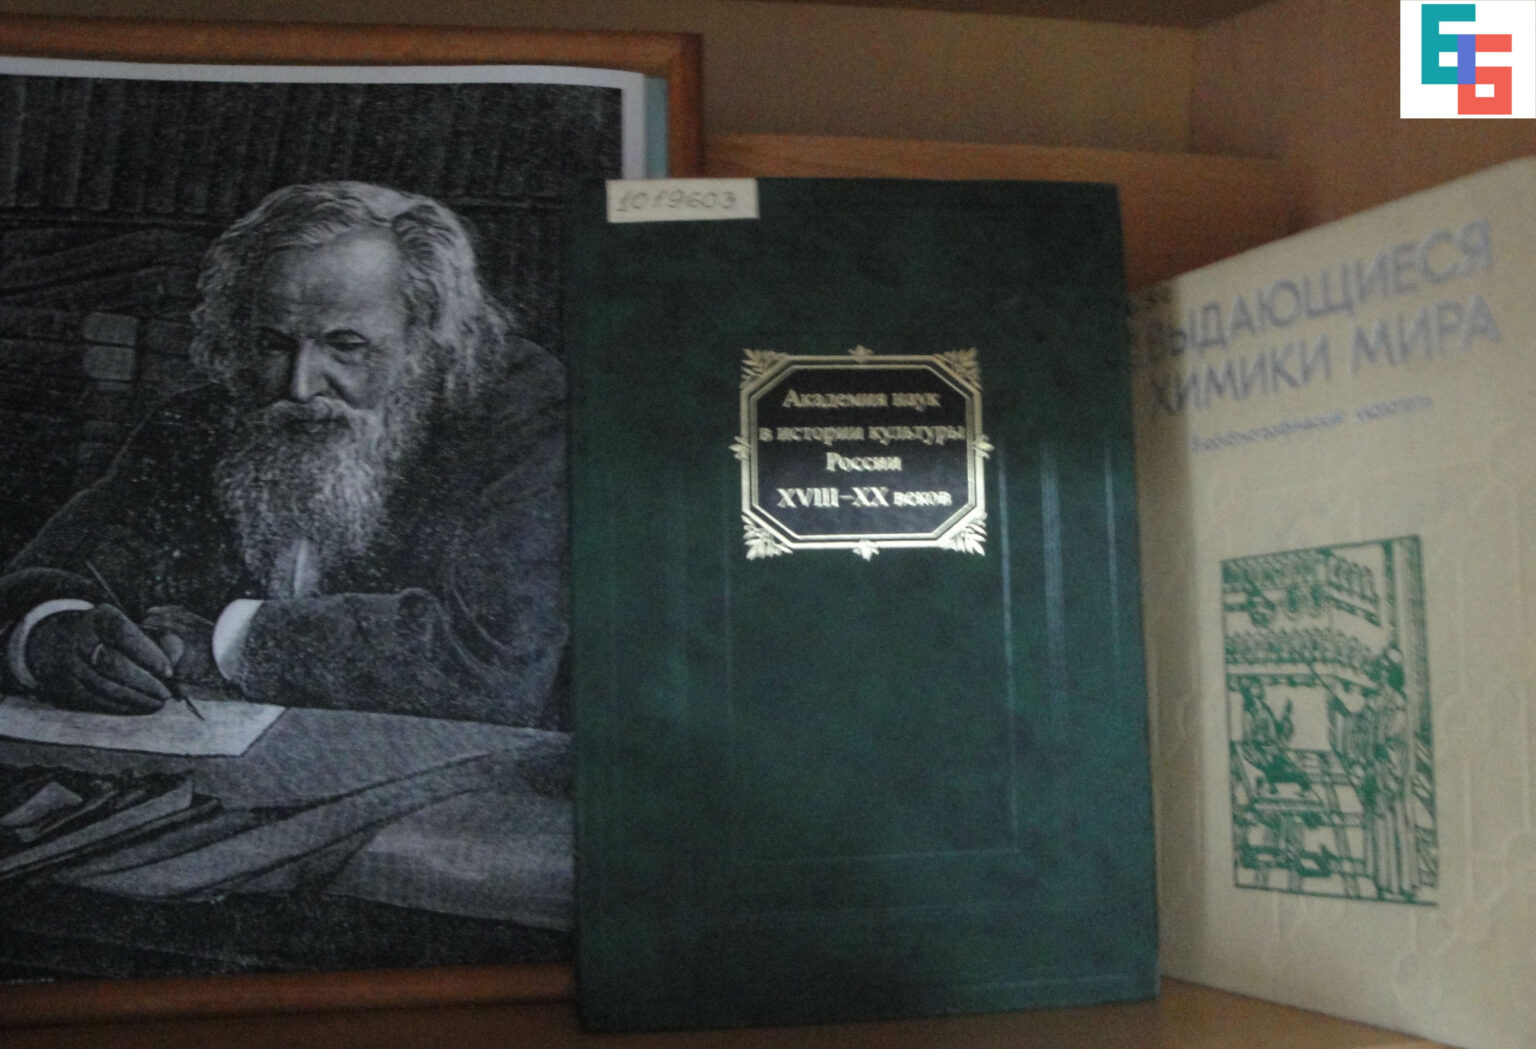 1019603
Академия наук
в истории культуры
России
XVIII–XX веков
ВЫДАЮЩИЕСЯ
ХИМИКИ МИРА